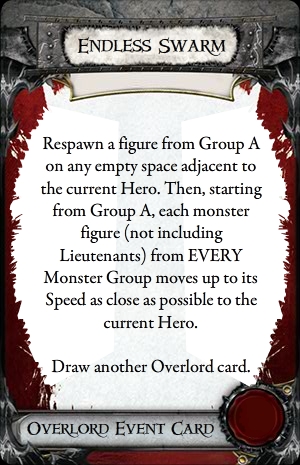 Endless Swarm
Respawn a figure from Group A
on any empty space adjacent to
the current Hero. Then, starting
from Group A, each monster
figure (not including
Lieutenants) from EVERY
Monster Group moves up to its
Speed as close as possible to the
current Hero.
Draw another Overlord card.
Overlord Event Card